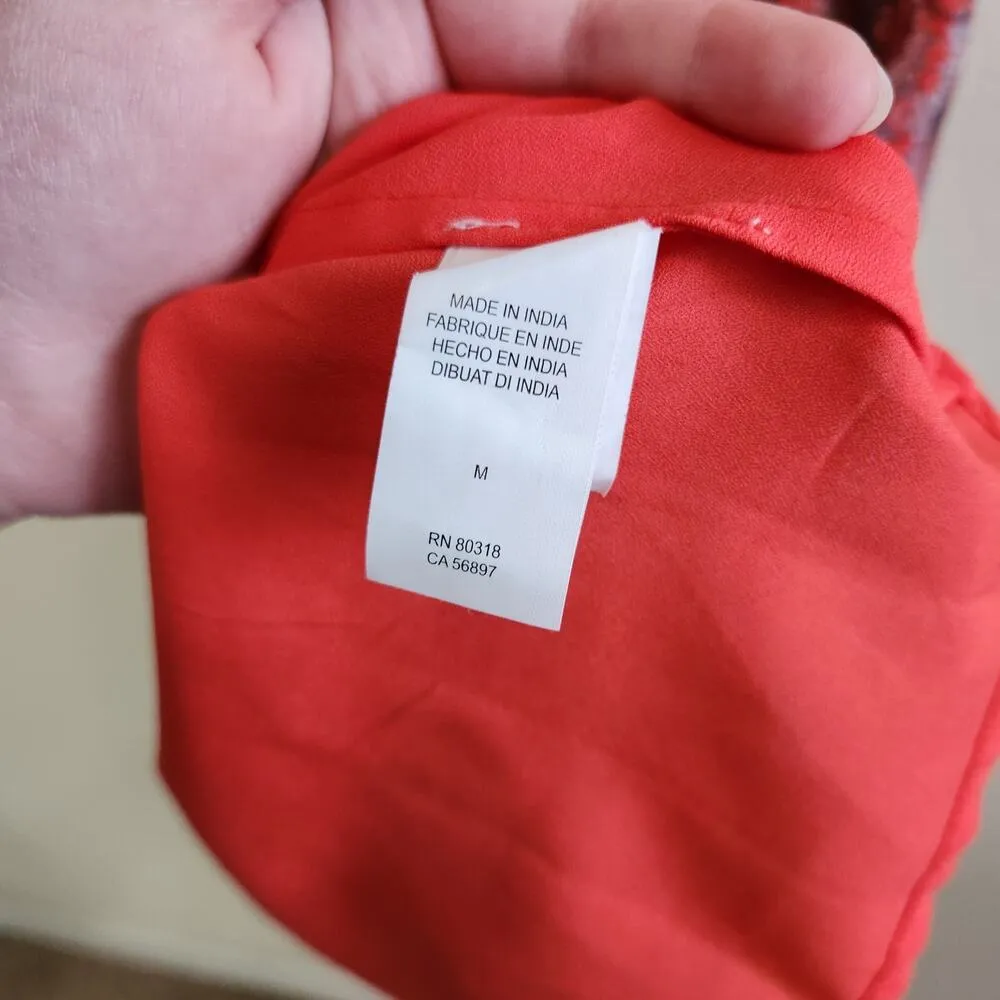 MADE IN INDIA
FABRIQUE EN INDE
HECHO EN INDIA
DIBUAT DI INDIA
M
RN 80318
CA 56897